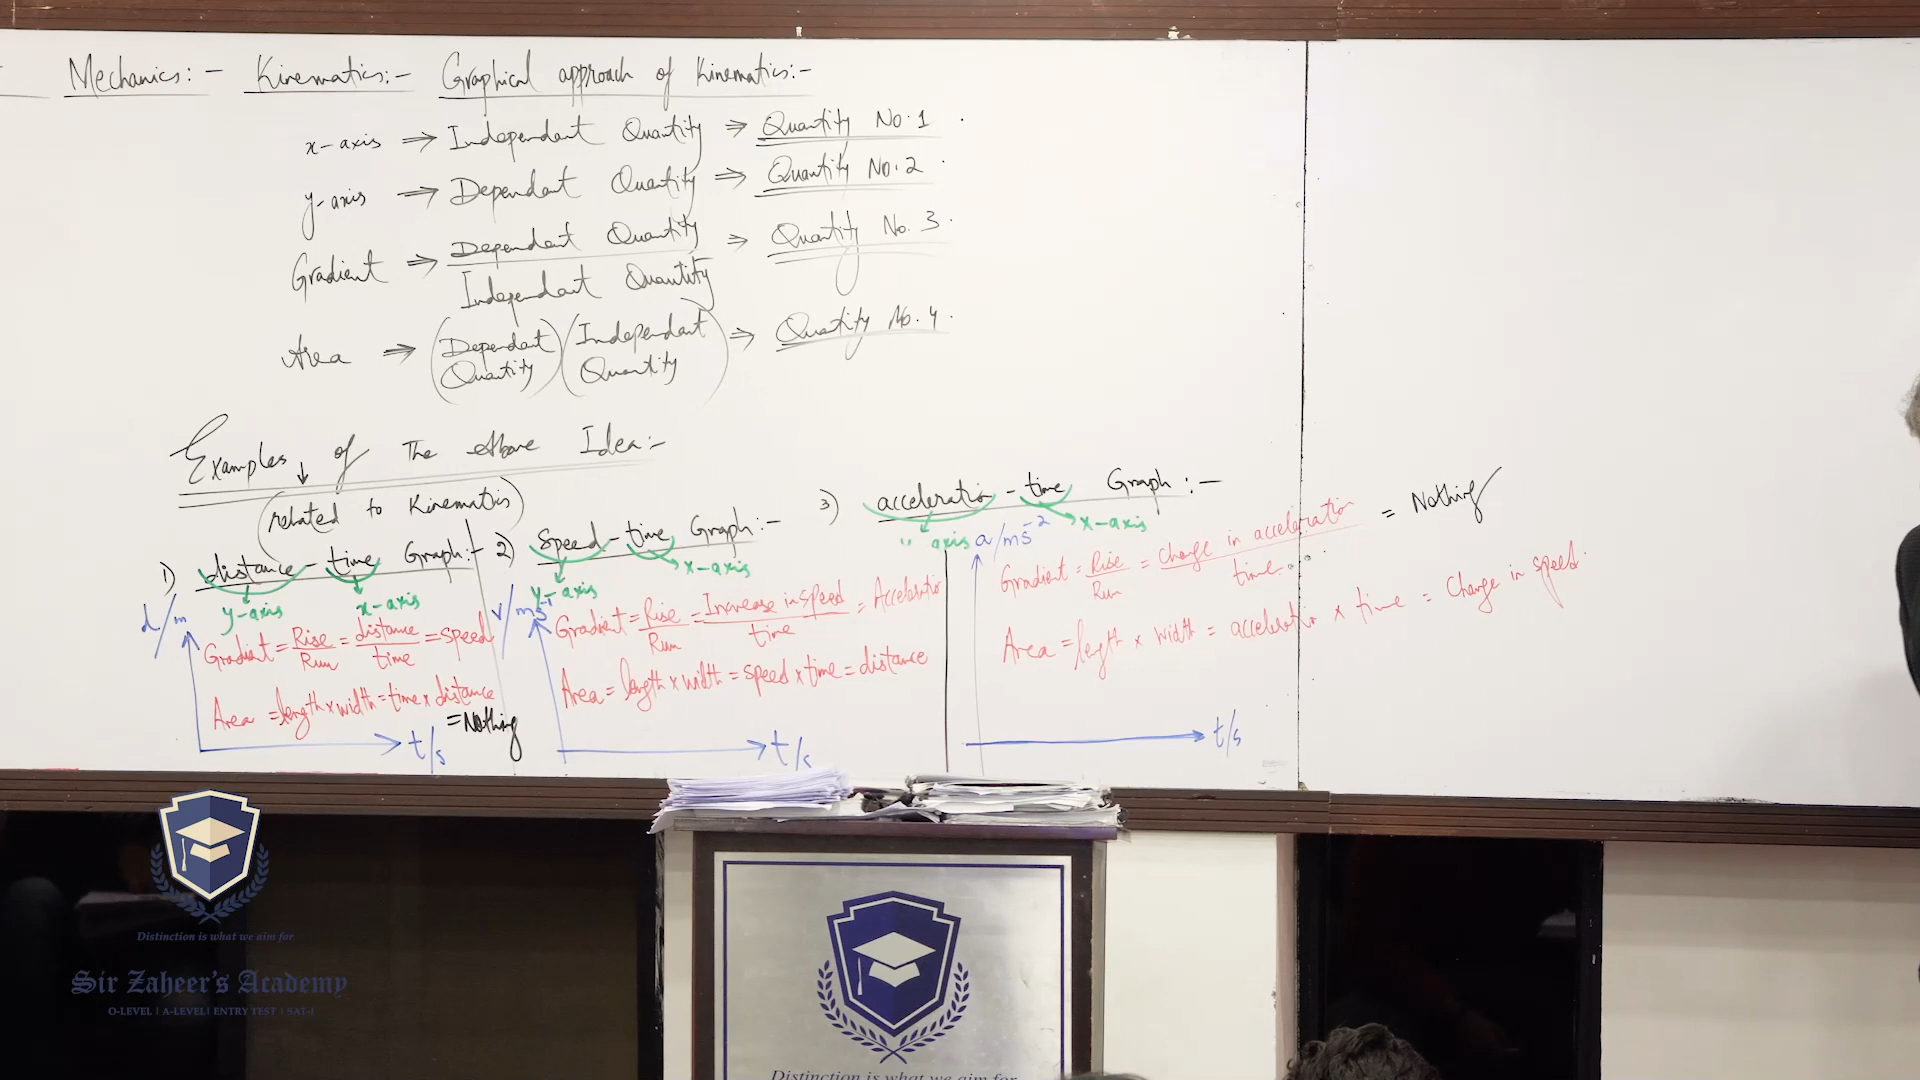 Mechanics:- Kinematics:- Graphical approach of Kinematics:-
x-axis ⇒ Independant Quantity ⇒ Quantity No.1
y-axis ⇒ Dependant Quantity ⇒ Quantity No.2
Gradient ⇒ Dependant Quantity / Independant Quantity ⇒ Quantity No.3
Area ⇒ (Dependant Quantity) (Independant Quantity) ⇒ Quantity No.4
Examples of The Above Idea:-
(related to Kinematics)
1) distance - time Graph:-
y-axis x-axis
d/m
Gradient = Rise/Run = distance/time = speed
Area = length × width = time × distance
= Nothing
t/s
2) Speed - time Graph:-
y-axis x-axis
v/ms-1
Gradient = Rise/Run = Increase in speed/time = Acceleration
Area = length × width = speed × time = distance
t/s
3) acceleration - time Graph:-
axis x-axis
a/ms-2
Gradient = Rise/Run = Change in acceleration/time = Nothing
Area = length × width = acceleration × time = Change in speed
t/s
Distinction is what we aim for
Sir Zaheer's Academy
O-LEVEL | A-LEVEL | ENTRY TEST | SAT-I
Distinction is what we aim for